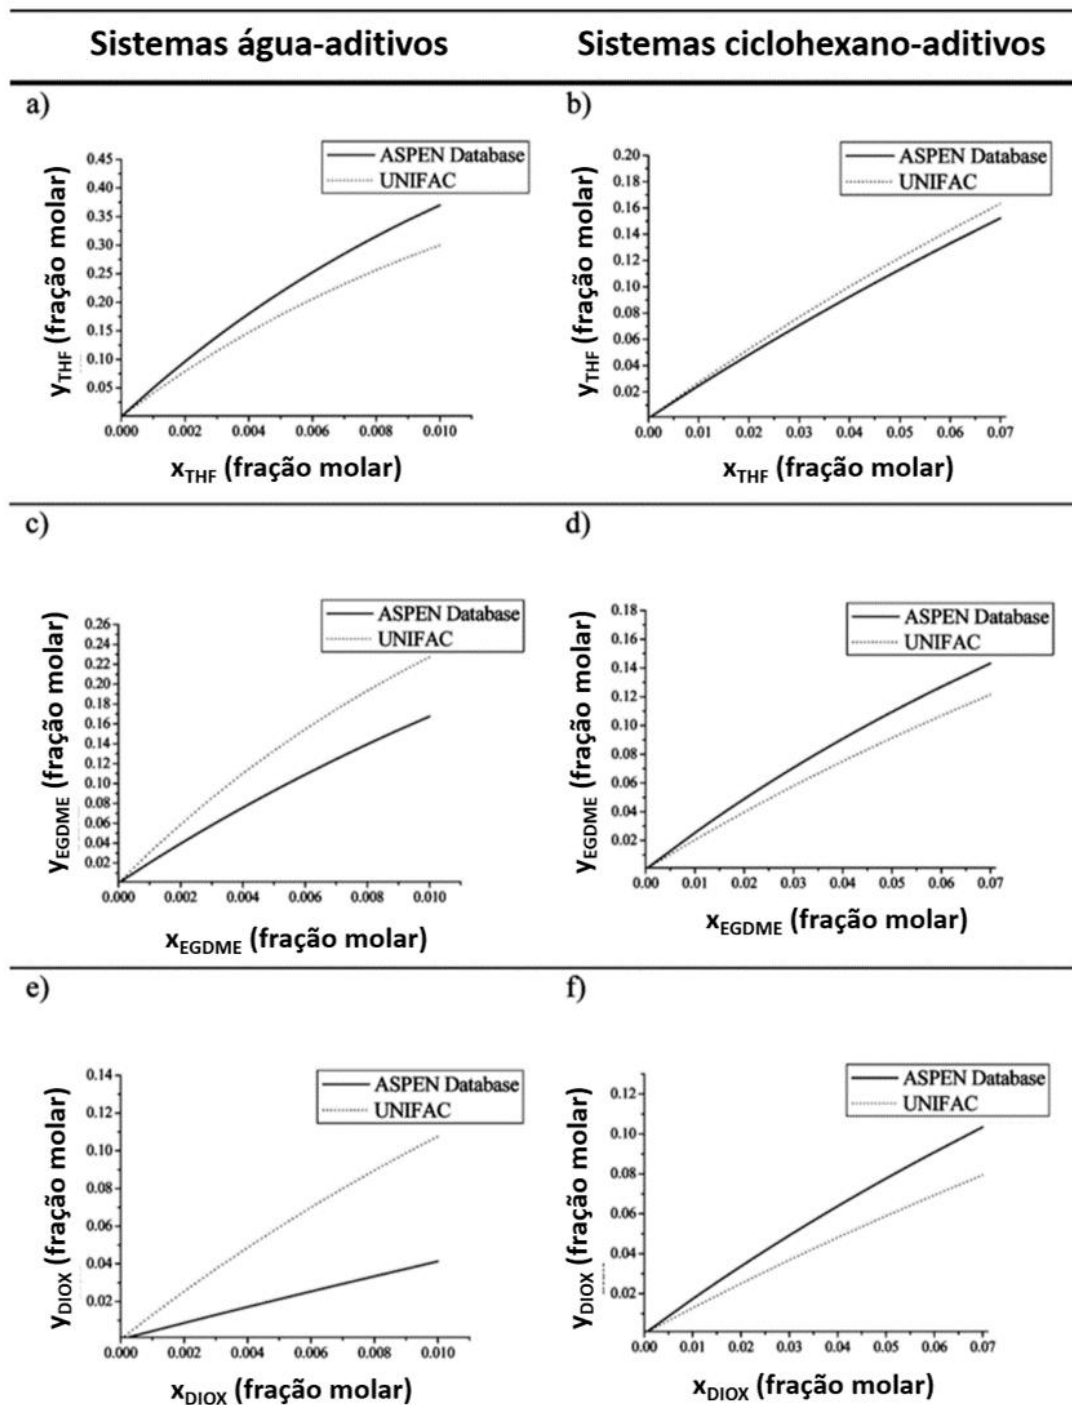 Sistemas água-aditivos
Sistemas ciclohexano-aditivos
a)
ASPEN Database
UNIFAC
y_THF (fração molar)
0.45
0.40
0.35
0.30
0.25
0.20
0.15
0.10
0.05
0.000 0.002 0.004 0.006 0.008 0.010
x_THF (fração molar)
b)
ASPEN Database
UNIFAC
y_THF (fração molar)
0.20
0.18
0.16
0.14
0.12
0.10
0.08
0.06
0.04
0.02
0.00 0.01 0.02 0.03 0.04 0.05 0.06 0.07
x_THF (fração molar)
c)
ASPEN Database
UNIFAC
y_EGDME (fração molar)
0.26
0.24
0.22
0.20
0.18
0.16
0.14
0.12
0.10
0.08
0.06
0.04
0.02
0.000 0.002 0.004 0.006 0.008 0.010
x_EGDME (fração molar)
d)
ASPEN Database
UNIFAC
y_EGDME (fração molar)
0.18
0.16
0.14
0.12
0.10
0.08
0.06
0.04
0.02
0.00 0.01 0.02 0.03 0.04 0.05 0.06 0.07
x_EGDME (fração molar)
e)
ASPEN Database
UNIFAC
y_DIOX (fração molar)
0.14
0.12
0.10
0.08
0.06
0.04
0.02
0.000 0.002 0.004 0.006 0.008 0.010
x_DIOX (fração molar)
f)
ASPEN Database
UNIFAC
y_DIOX (fração molar)
0.12
0.10
0.08
0.06
0.04
0.02
0.00 0.01 0.02 0.03 0.04 0.05 0.06 0.07
x_DIOX (fração molar)